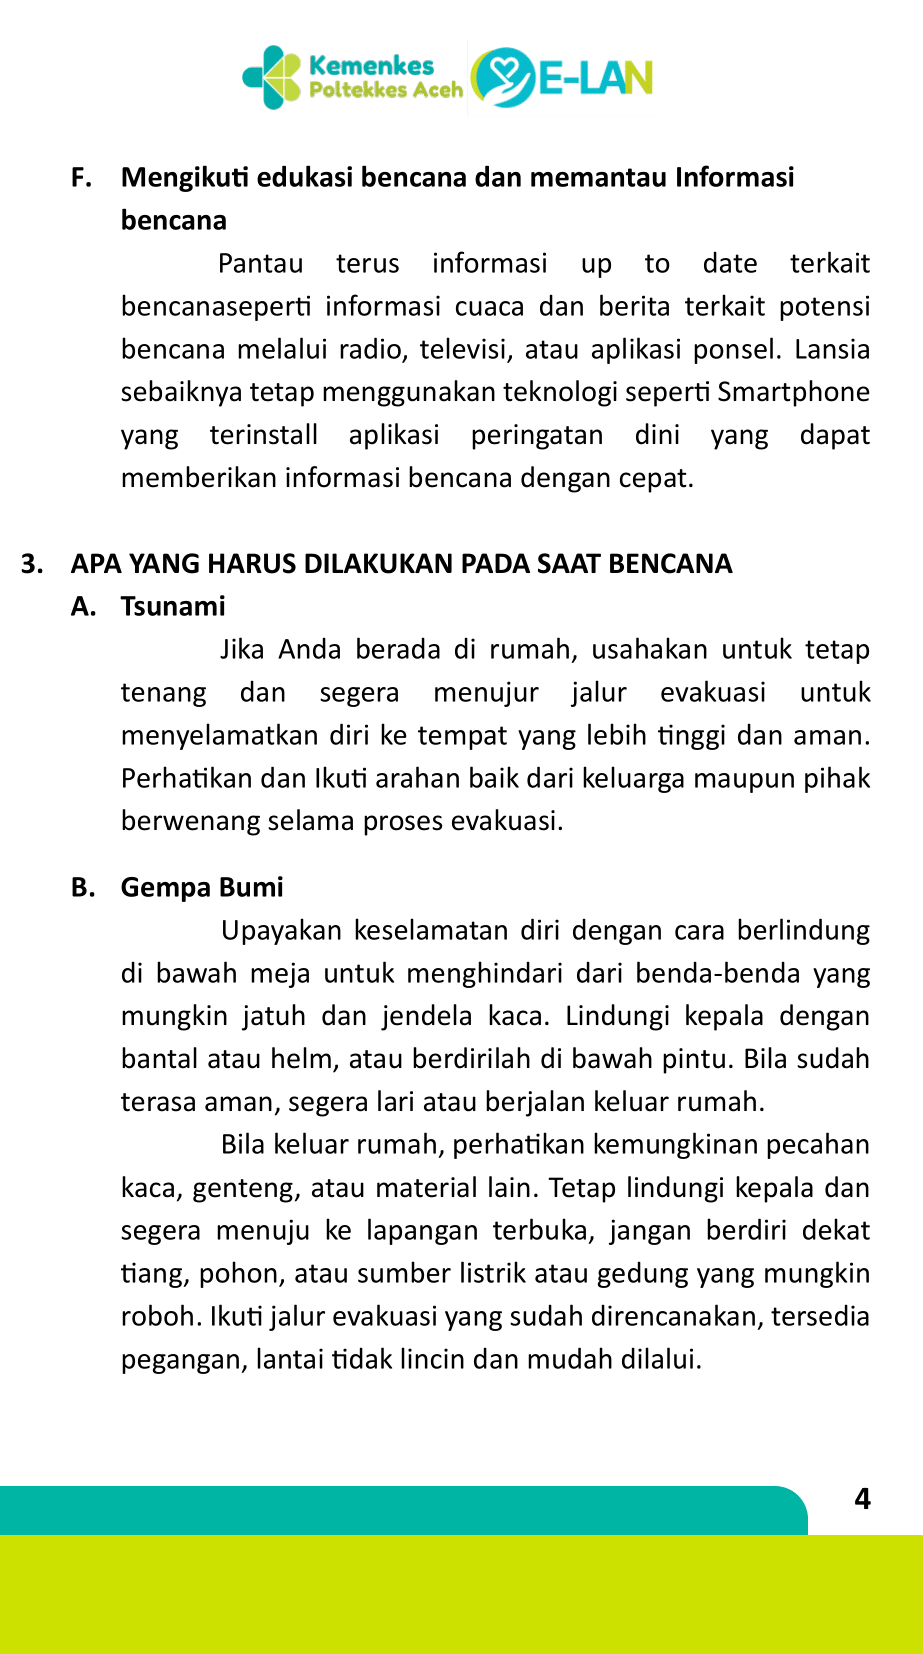 Kemenkes
Poltekkes Aceh
E-LAN
F. Mengikuti edukasi bencana dan memantau Informasi
bencana
Pantau terus informasi up to date terkait
bencanaseperti informasi cuaca dan berita terkait potensi
bencana melalui radio, televisi, atau aplikasi ponsel. Lansia
sebaiknya tetap menggunakan teknologi seperti Smartphone
yang terinstall aplikasi peringatan dini yang dapat
memberikan informasi bencana dengan cepat.
3. APA YANG HARUS DILAKUKAN PADA SAAT BENCANA
A. Tsunami
Jika Anda berada di rumah, usahakan untuk tetap
tenang dan segera menujur jalur evakuasi untuk
menyelamatkan diri ke tempat yang lebih tinggi dan aman.
Perhatikan dan Ikuti arahan baik dari keluarga maupun pihak
berwenang selama proses evakuasi.
B. Gempa Bumi
Upayakan keselamatan diri dengan cara berlindung
di bawah meja untuk menghindari dari benda-benda yang
mungkin jatuh dan jendela kaca. Lindungi kepala dengan
bantal atau helm, atau berdirilah di bawah pintu. Bila sudah
terasa aman, segera lari atau berjalan keluar rumah.
Bila keluar rumah, perhatikan kemungkinan pecahan
kaca, genteng, atau material lain. Tetap lindungi kepala dan
segera menuju ke lapangan terbuka, jangan berdiri dekat
tiang, pohon, atau sumber listrik atau gedung yang mungkin
roboh. Ikuti jalur evakuasi yang sudah direncanakan, tersedia
pegangan, lantai tidak lincin dan mudah dilalui.
4